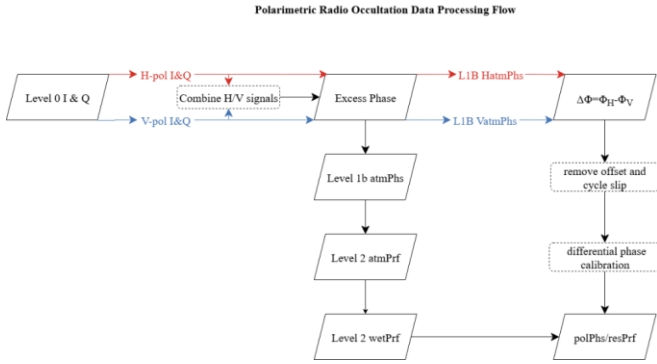 Polarimetric Radio Occultation Data Processing Flow
H-pol I&Q
L1B HatmPhs
Level 0 I & Q
Combine H/V signals
Excess Phase
ΔΦ=Φ_H-Φ_V
V-pol I&Q
L1B VatmPhs
Level 1b atmPhs
remove offset and
cycle slip
Level 2 atmPrf
differential phase
calibration
Level 2 wetPrf
polPhs/resPrf